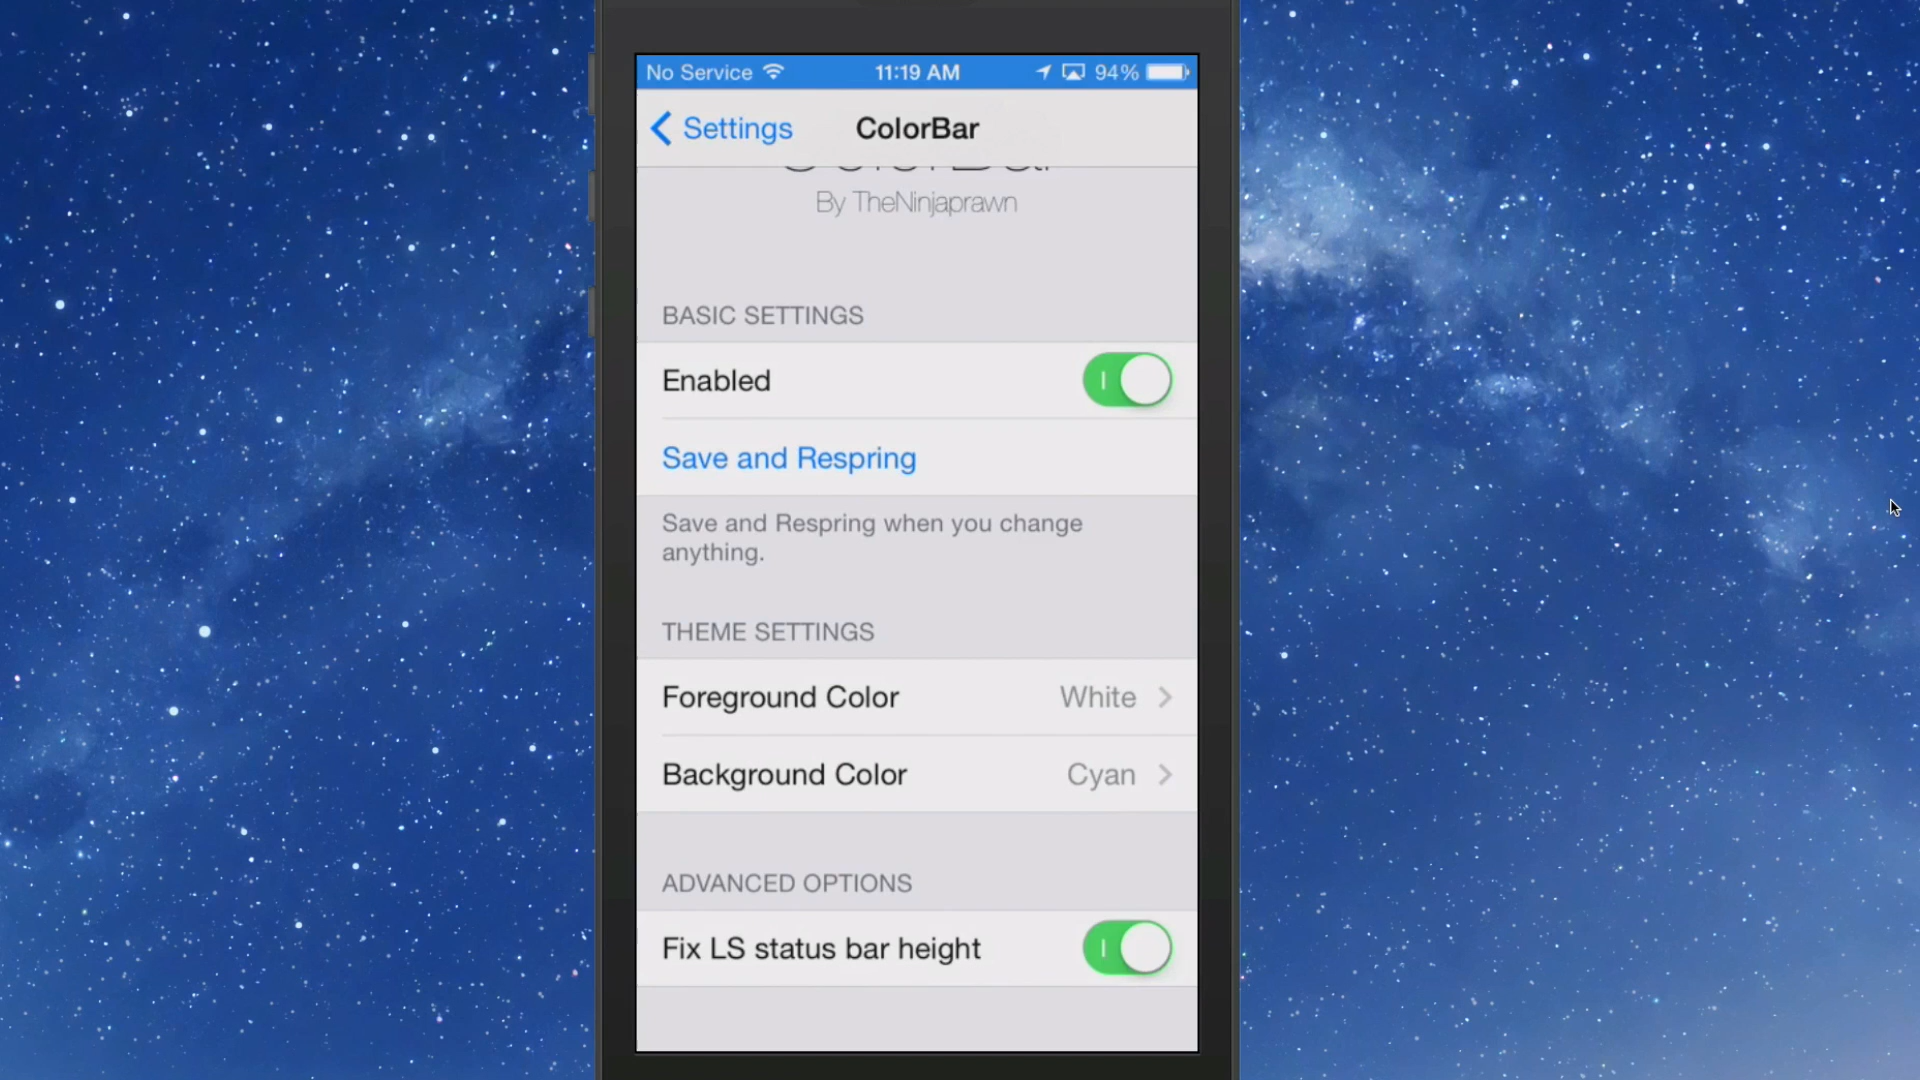 No Service 11:19 AM 94%
Settings ColorBar
By TheNinjaprawn
BASIC SETTINGS
Enabled
Save and Respring
Save and Respring when you change
anything.
THEME SETTINGS
Foreground Color White
Background Color Cyan
ADVANCED OPTIONS
Fix LS status bar height